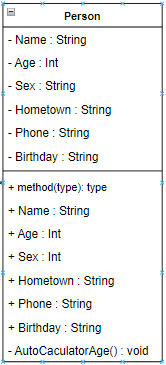 Person
- Name : String
- Age : Int
- Sex : String
- Hometown : String
- Phone : String
- Birthday : String
+ method(type): type
+ Name : String
+ Age : Int
+ Sex : Int
+ Hometown : String
+ Phone : String
+ Birthday : String
- AutoCaculatorAge() : void